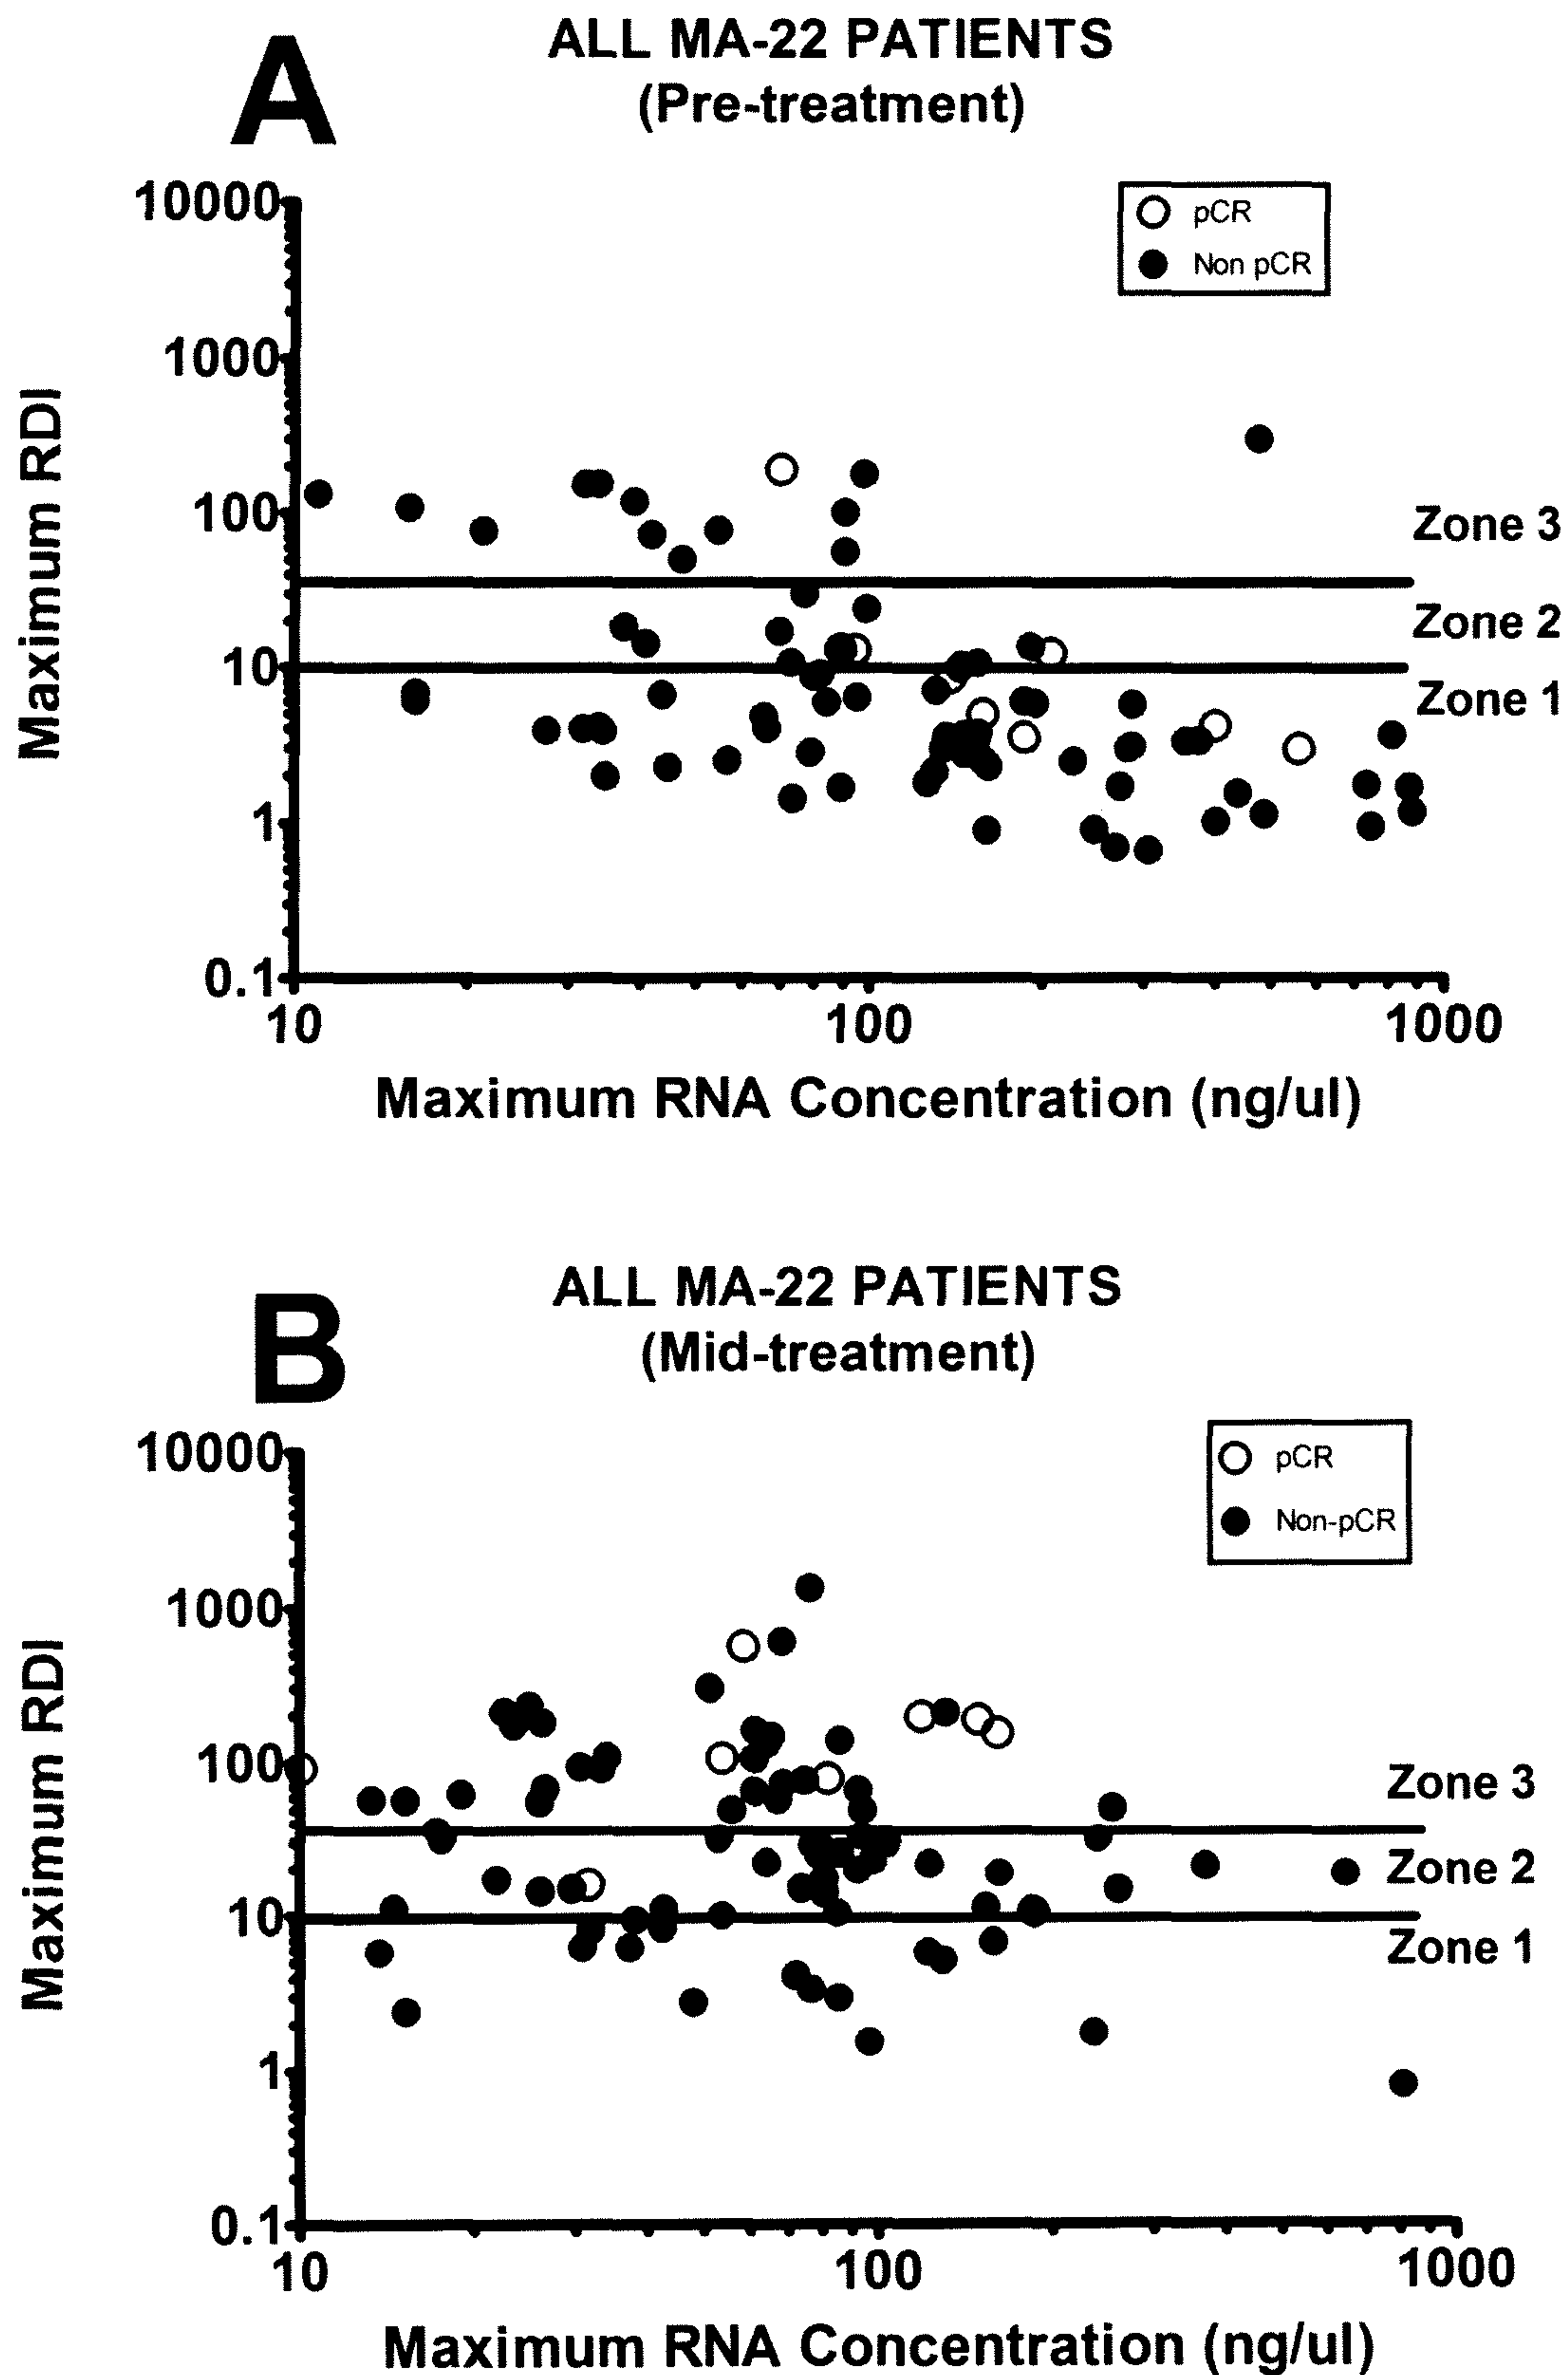 A
ALL MA-22 PATIENTS
(Pre-treatment)
10000
1000
100
10
1
0.1
Maximum RDI
pCR
Non pCR
Zone 3
Zone 2
Zone 1
10
100
1000
Maximum RNA Concentration (ng/ul)
B
ALL MA-22 PATIENTS
(Mid-treatment)
10000
1000
100
10
1
0.1
Maximum RDI
pCR
Non-pCR
Zone 3
Zone 2
Zone 1
10
100
1000
Maximum RNA Concentration (ng/ul)